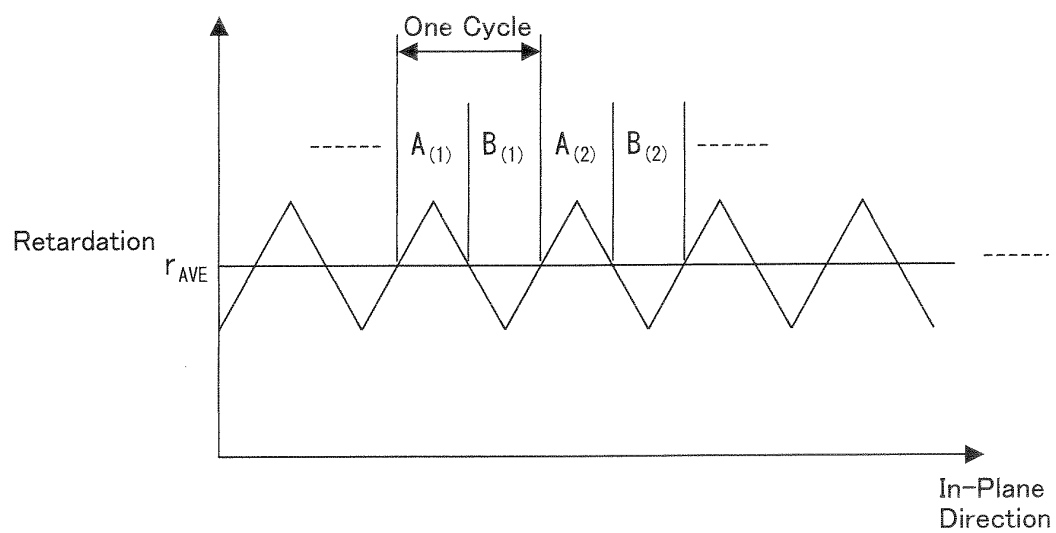 One Cycle
A(1) B(1) A(2) B(2)
Retardation
rAVE
In-Plane
Direction